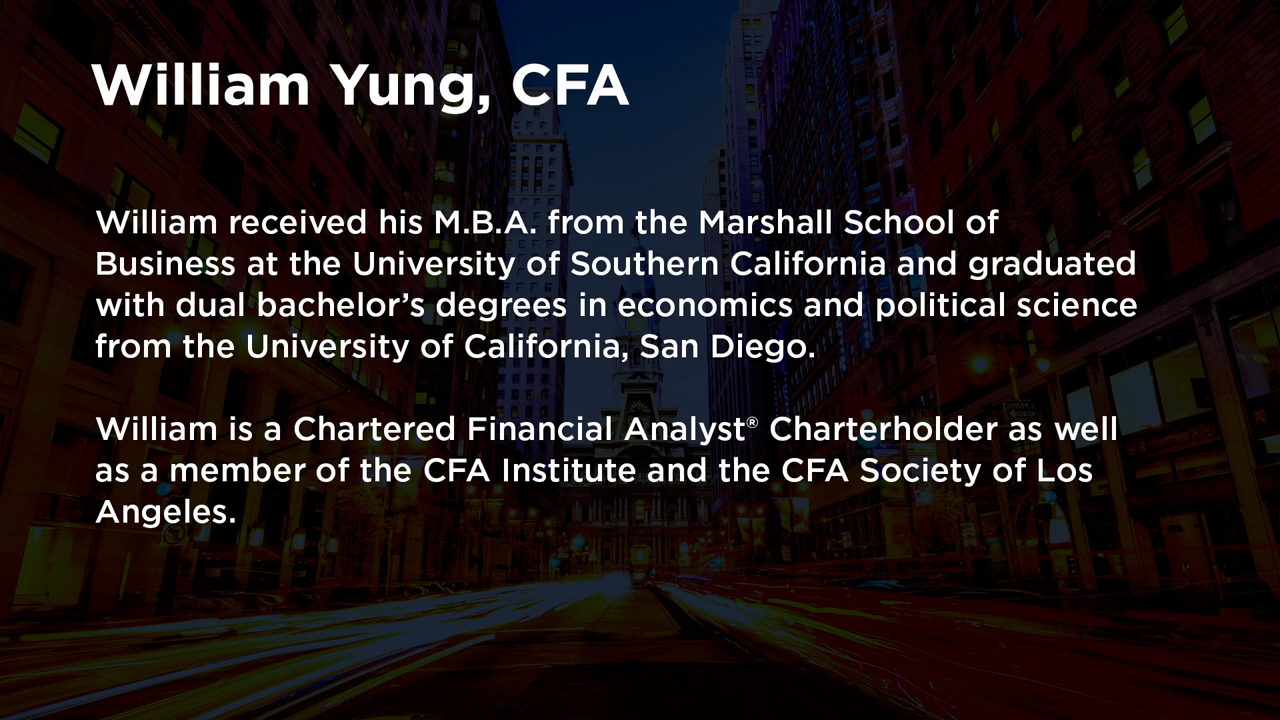 William Yung, CFA
William received his M.B.A. from the Marshall School of
Business at the University of Southern California and graduated
with dual bachelor’s degrees in economics and political science
from the University of California, San Diego.
William is a Chartered Financial Analyst® Charterholder as well
as a member of the CFA Institute and the CFA Society of Los
Angeles.